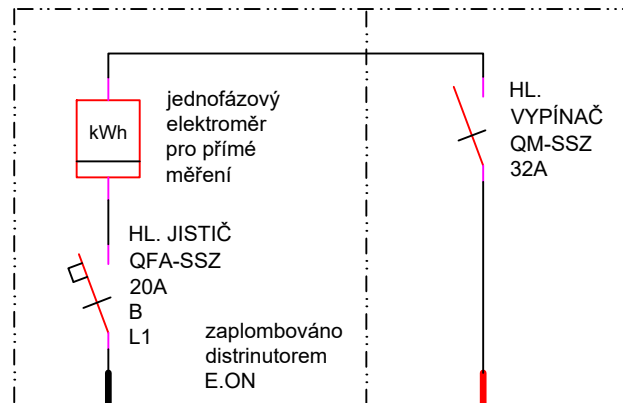 kWh
jednofázový
elektroměr
pro přímé
měření
HL. JISTIČ
QFA-SSZ
20A
B
L1
zaplombováno
distrinutorem
E.ON
HL.
VYPÍNAČ
QM-SSZ
32A